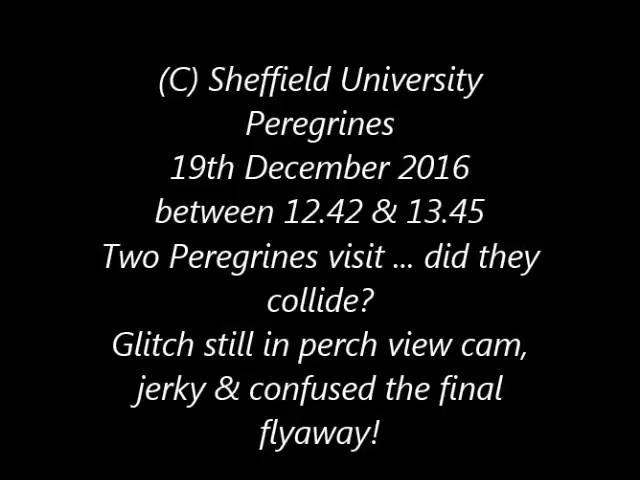 (C) Sheffield University
Peregrines
19th December 2016
between 12.42 & 13.45
Two Peregrines visit ... did they
collide?
Glitch still in perch view cam,
jerky & confused the final
flyaway!